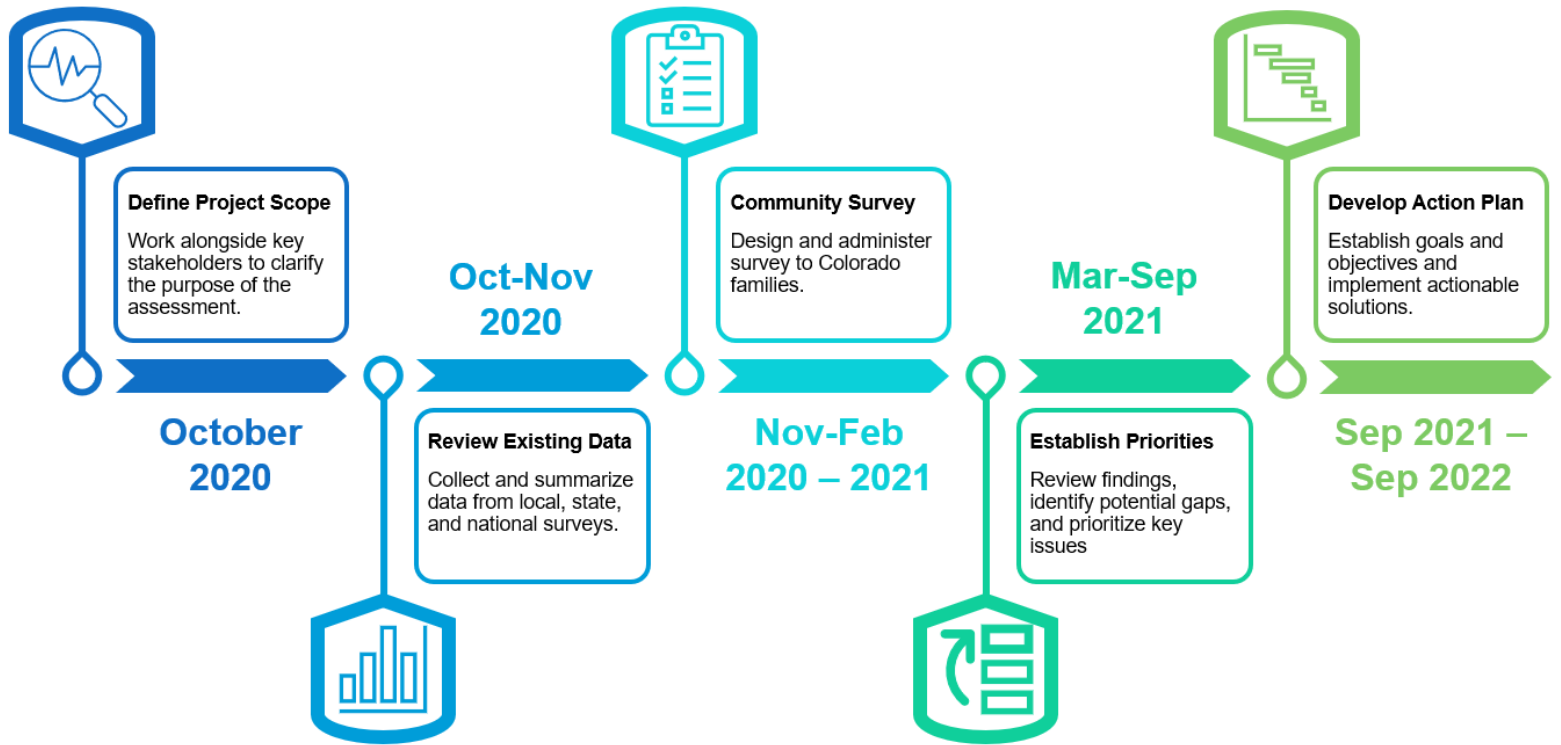 Define Project Scope
Work alongside key
stakeholders to clarify
the purpose of the
assessment.
October
2020
Oct-Nov
2020
Review Existing Data
Collect and summarize
data from local, state,
and national surveys.
Community Survey
Design and administer
survey to Colorado
families.
Nov-Feb
2020 – 2021
Mar-Sep
2021
Establish Priorities
Review findings,
identify potential gaps,
and prioritize key
issues
Develop Action Plan
Establish goals and
objectives and
implement actionable
solutions.
Sep 2021 –
Sep 2022